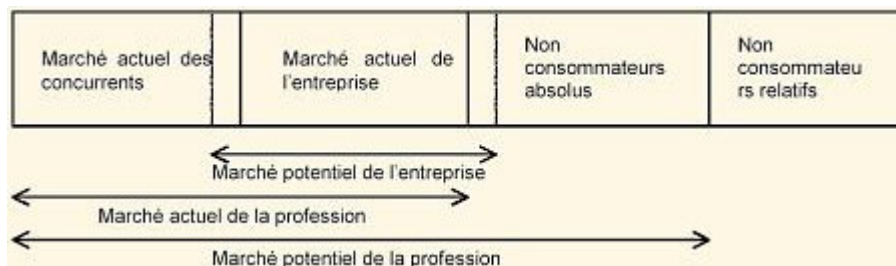 Marché actuel des
concurrents
Marché actuel de
l'entreprise
Non
consommateurs
absolus
Non
consommateu
rs relatifs
Marché potentiel de l'entreprise
Marché actuel de la profession
Marché potentiel de la profession